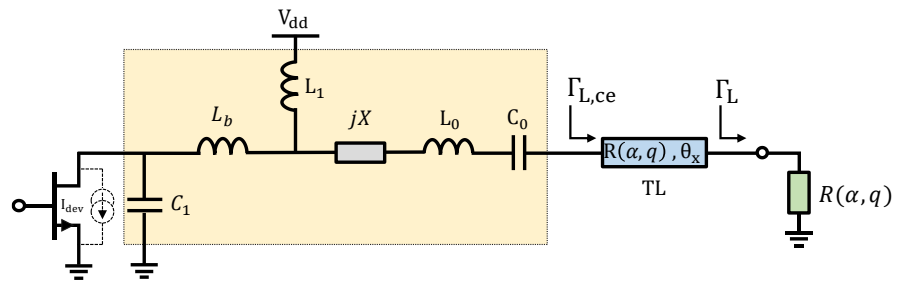 V_dd
L_1
L_b
jX
L_0
C_0
Γ_L,ce
Γ_L
R(α, q) , θ_x
TL
R(α, q)
I_dev
C_1